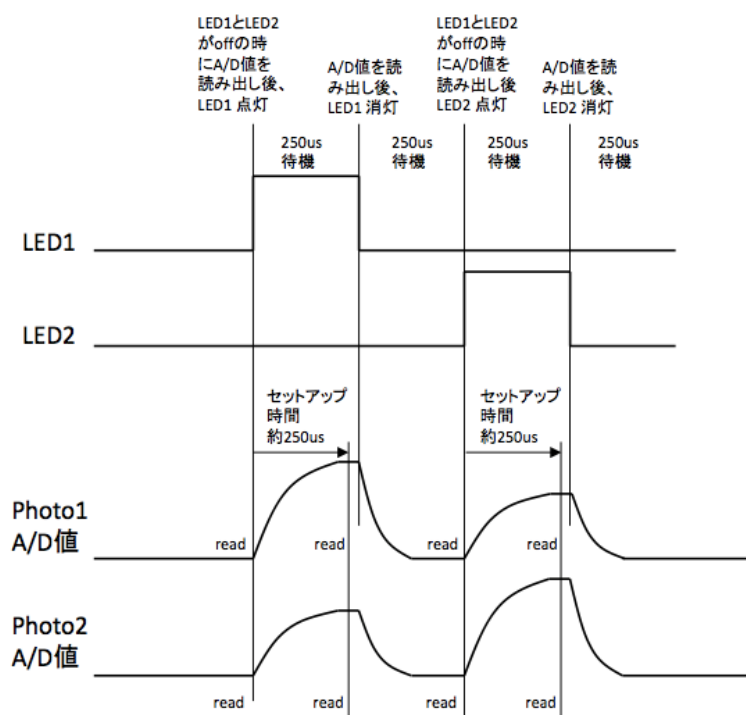 LED1とLED2
がoffの時
にA/D値を
読み出し後、
LED1 点灯
A/D値を読
み出し後、
LED1 消灯
LED1とLED2
がoffの時
にA/D値を
読み出し後、
LED2 点灯
A/D値を読
み出し後、
LED2 消灯
250us
待機
250us
待機
250us
待機
250us
待機
LED1
LED2
セットアップ
時間
約250us
セットアップ
時間
約250us
Photo1
A/D値
read
read
read
read
Photo2
A/D値
read
read
read
read